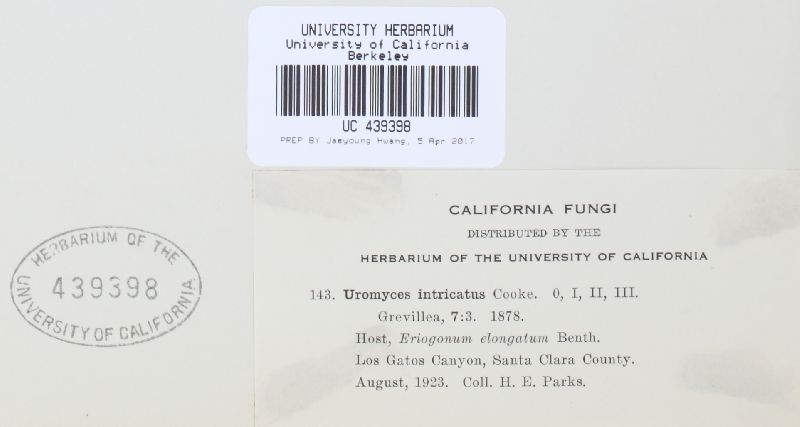 UNIVERSITY HERBARIUM
University of California
Berkeley
UC 439398
PREP BY Jaeyoung Hwang, 5 Apr 2017
HERBARIUM OF THE
439398
UNIVERSITY OF CALIFORNIA
CALIFORNIA FUNGI
DISTRIBUTED BY THE
HERBARIUM OF THE UNIVERSITY OF CALIFORNIA
143. Uromyces intricatus Cooke. 0, I, II, III.
Grevillea, 7:3. 1878.
Host, Eriogonum elongatum Benth.
Los Gatos Canyon, Santa Clara County.
August, 1923. Coll. H. E. Parks.